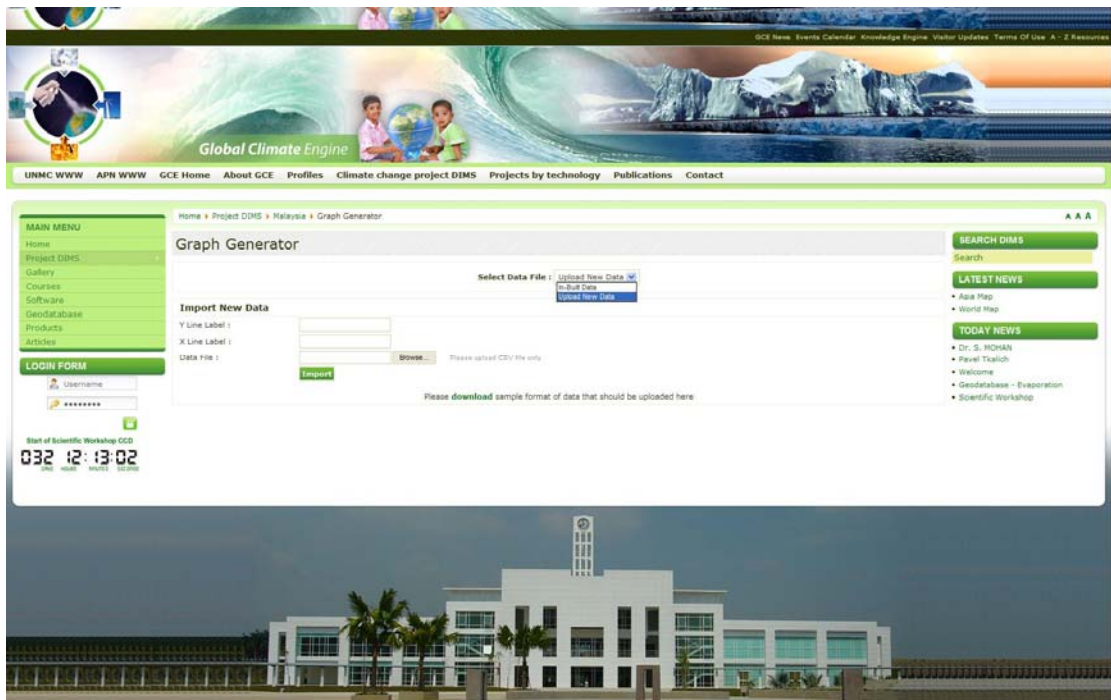 GCE News Events Calendar Knowledge Engine Visitor Updates Terms Of Use A - Z Resources
Global Climate Engine
UNMC WWW APN WWW GCE Home About GCE Profiles Climate change project DIMS Projects by technology Publications Contact
Home Project DIMS Malaysia Graph Generator
A A A
MAIN MENU
Home
Project DIMS
Gallery
Courses
Software
Geodatabase
Products
Articles
LOGIN FORM
Username
********
Start of Scientific Workshop CCD
032 12:13:02
DAYS HOURS MINUTES SECONDS
Graph Generator
Select Data File : Upload New Data
In-Built Data
Upload New Data
Import New Data
Y Line Label :
X Line Label :
Data File : Browse... Please upload CSV file only
Import
Please download sample format of data that should be uploaded here
SEARCH DIMS
Search
LATEST NEWS
• Asia Map
• World Map
TODAY NEWS
• Dr. S. MOHAN
• Pavel Tkalich
• Welcome
• Geodatabase - Evaporation
• Scientific Workshop